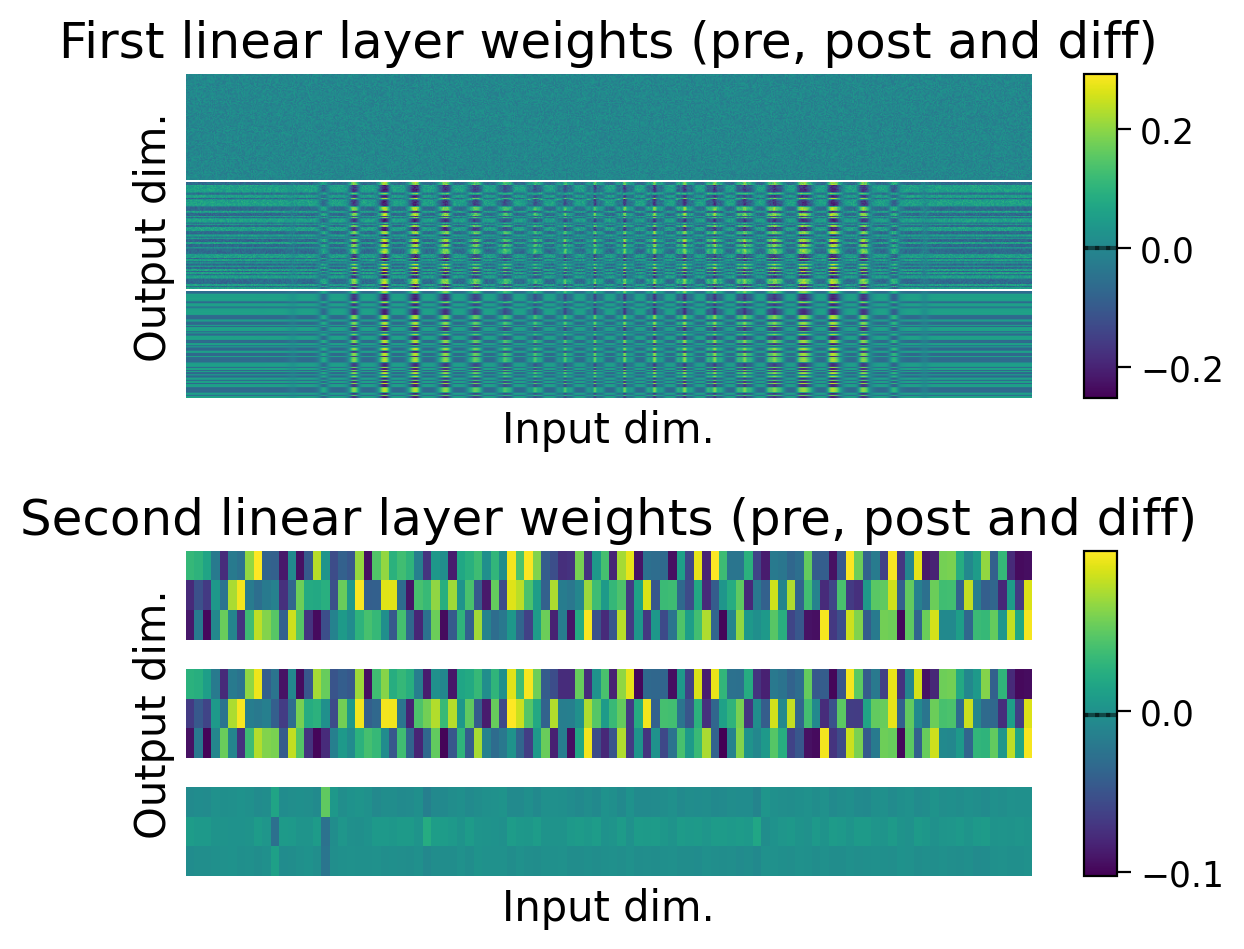 First linear layer weights (pre, post and diff)
Output dim.
0.2
0.0
−0.2
Input dim.
Second linear layer weights (pre, post and diff)
Output dim.
0.0
−0.1
Input dim.